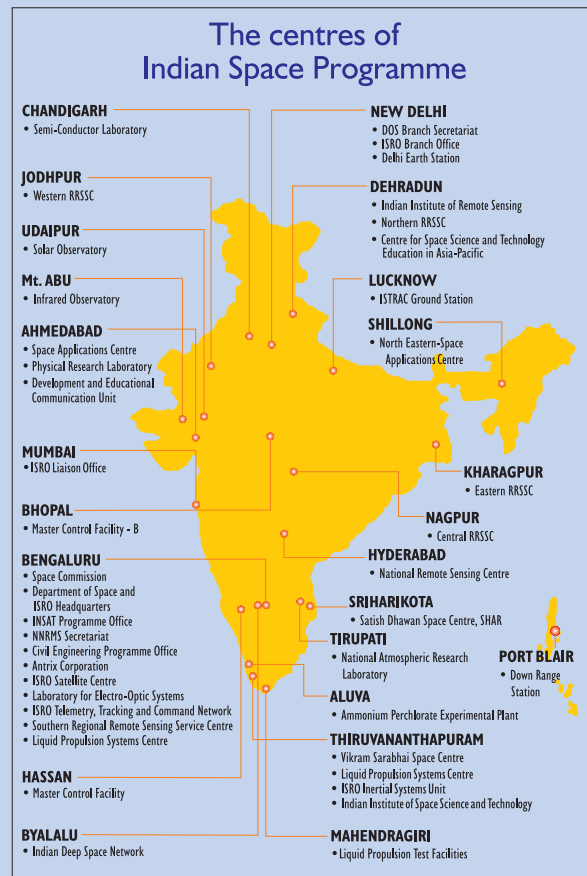 The centres of
Indian Space Programme
CHANDIGARH
• Semi-Conductor Laboratory
JODHPUR
• Western RRSSC
UDAIPUR
• Solar Observatory
Mt. ABU
• Infrared Observatory
AHMEDABAD
• Space Applications Centre
• Physical Research Laboratory
• Development and Educational
Communication Unit
MUMBAI
• ISRO Liaison Office
BHOPAL
• Master Control Facility - B
BENGALURU
• Space Commission
• Department of Space and
ISRO Headquarters
• INSAT Programme Office
• NNRMS Secretariat
• Civil Engineering Programme Office
• Antrix Corporation
• ISRO Satellite Centre
• Laboratory for Electro-Optic Systems
• ISRO Telemetry, Tracking and Command Network
• Southern Regional Remote Sensing Service Centre
• Liquid Propulsion Systems Centre
HASSAN
• Master Control Facility
BYALALU
• Indian Deep Space Network
NEW DELHI
• DOS Branch Secretariat
• ISRO Branch Office
• Delhi Earth Station
DEHRADUN
• Indian Institute of Remote Sensing
• Northern RRSSC
• Centre for Space Science and Technology
Education in Asia-Pacific
LUCKNOW
• ISTRAC Ground Station
SHILLONG
• North Eastern-Space
Applications Centre
KHARAGPUR
• Eastern RRSSC
NAGPUR
• Central RRSSC
HYDERABAD
• National Remote Sensing Centre
SRIHARIKOTA
• Satish Dhawan Space Centre, SHAR
TIRUPATI
• National Atmospheric Research
Laboratory
PORT BLAIR
• Down Range
Station
ALUVA
• Ammonium Perchlorate Experimental Plant
THIRUVANANTHAPURAM
• Vikram Sarabhai Space Centre
• Liquid Propulsion Systems Centre
• ISRO Inertial Systems Unit
• Indian Institute of Space Science and Technology
MAHENDRAGIRI
• Liquid Propulsion Test Facilities